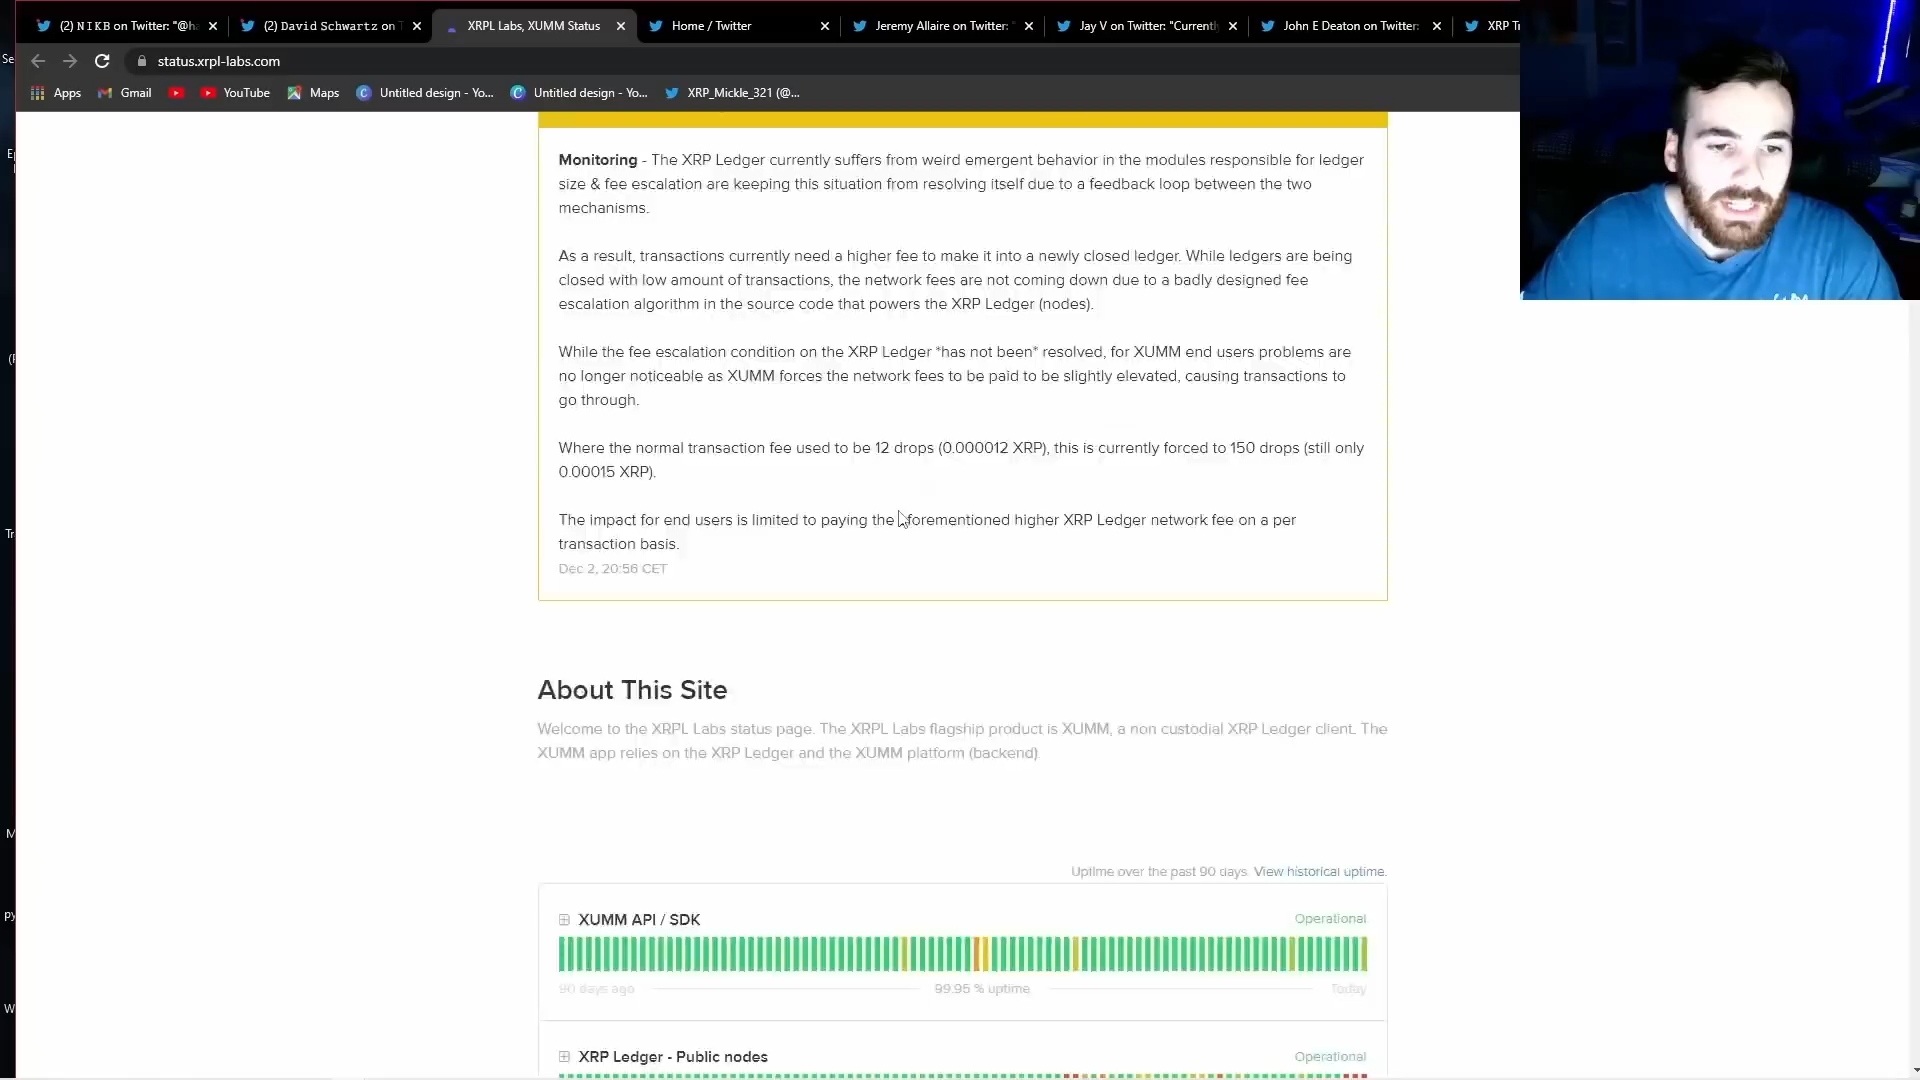 (2) N I K B on Twitter: "@ha
(2) David Schwartz on T
XRPL Labs, XUMM Status
Home / Twitter
Jeremy Allaire on Twitter: "
Jay V on Twitter: "Currentl
John E Deaton on Twitter:
XRP Tr
status.xrpl-labs.com
Apps
Gmail
YouTube
Maps
Untitled design - Yo...
Untitled design - Yo...
XRP_Mickle_321 (@...
Monitoring - The XRP Ledger currently suffers from weird emergent behavior in the modules responsible for ledger
size & fee escalation are keeping this situation from resolving itself due to a feedback loop between the two
mechanisms.
As a result, transactions currently need a higher fee to make it into a newly closed ledger. While ledgers are being
closed with low amount of transactions, the network fees are not coming down due to a badly designed fee
escalation algorithm in the source code that powers the XRP Ledger (nodes).
While the fee escalation condition on the XRP Ledger *has not been* resolved, for XUMM end users problems are
no longer noticeable as XUMM forces the network fees to be paid to be slightly elevated, causing transactions to
go through.
Where the normal transaction fee used to be 12 drops (0.000012 XRP), this is currently forced to 150 drops (still only
0.00015 XRP).
The impact for end users is limited to paying the aforementioned higher XRP Ledger network fee on a per
transaction basis.
Dec 2, 20:56 CET
About This Site
Welcome to the XRPL Labs status page. The XRPL Labs flagship product is XUMM, a non custodial XRP Ledger client. The
XUMM app relies on the XRP Ledger and the XUMM platform (backend).
Uptime over the past 90 days. View historical uptime.
XUMM API / SDK
Operational
90 days ago
99.95 % uptime
Today
XRP Ledger - Public nodes
Operational